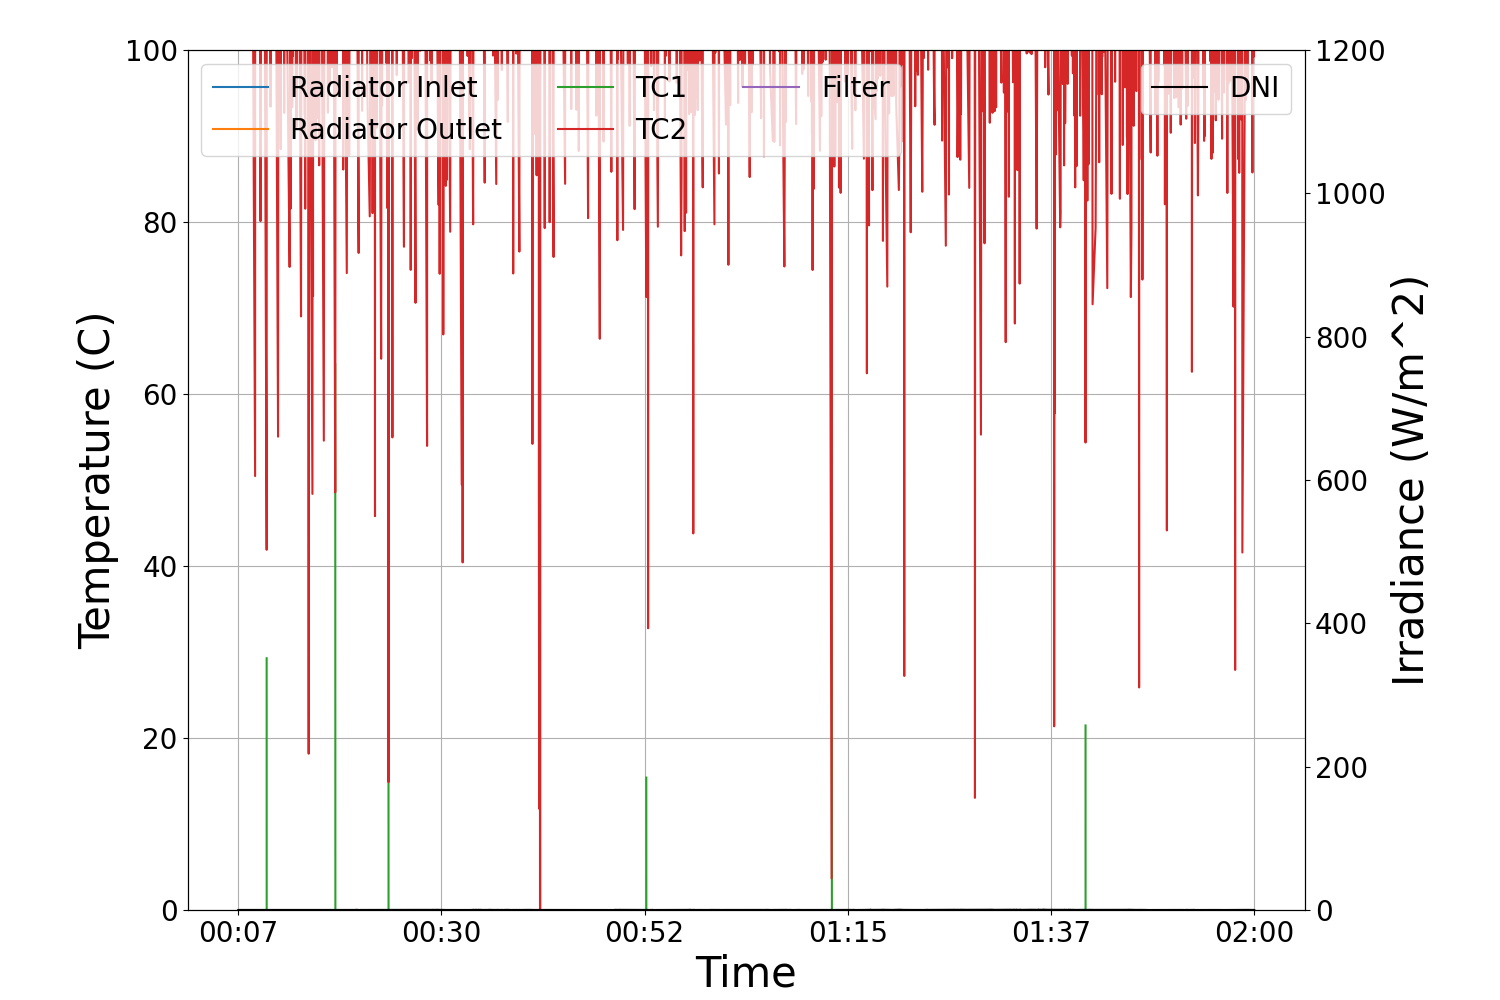 100
80
60
40
20
0
Temperature (C)
Radiator Inlet
Radiator Outlet
TC1
TC2
Filter
DNI
1200
1000
800
600
400
200
0
Irradiance (W/m^2)
00:07
00:30
00:52
01:15
01:37
02:00
Time